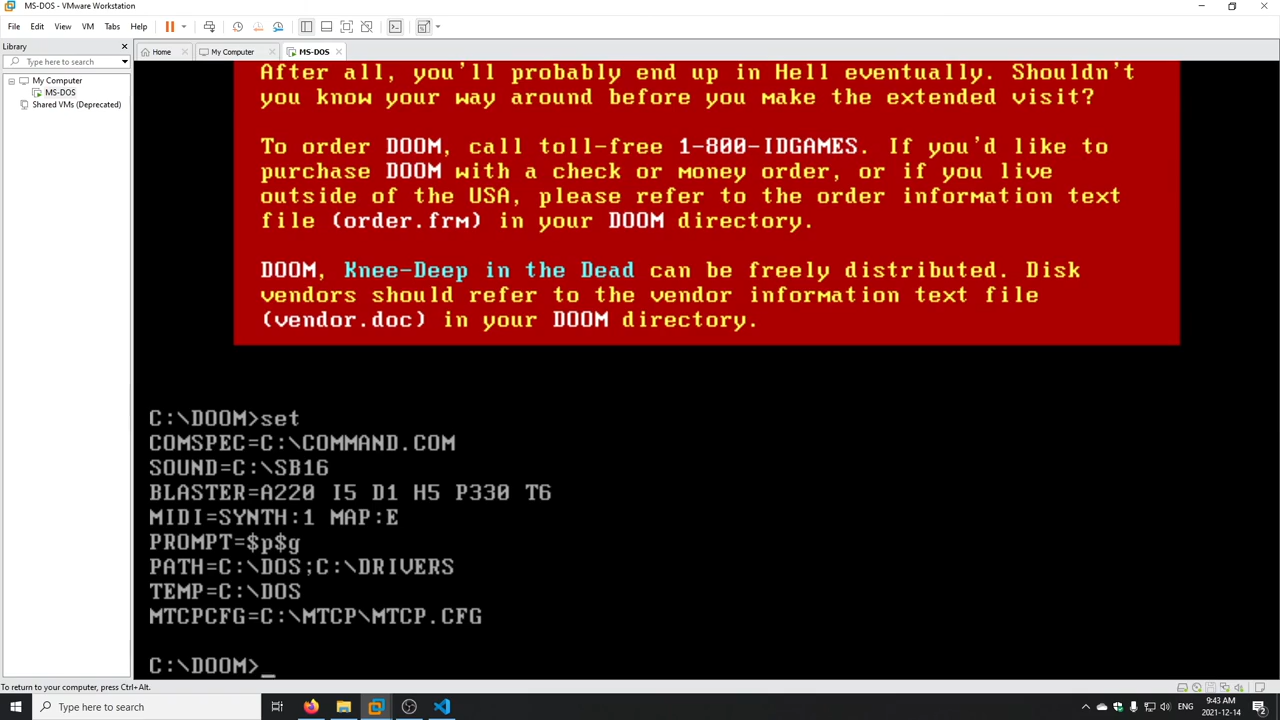 MS-DOS - VMware Workstation
File Edit View VM Tabs Help
Library
Type here to search
My Computer
MS-DOS
Shared VMs (Deprecated)
Home
My Computer
MS-DOS
After all, you'll probably end up in Hell eventually. Shouldn't
you know your way around before you make the extended visit?
To order DOOM, call toll-free 1-800-IDGAMES. If you'd like to
purchase DOOM with a check or money order, or if you live
outside of the USA, please refer to the order information text
file (order.frm) in your DOOM directory.
DOOM, Knee-Deep in the Dead can be freely distributed. Disk
vendors should refer to the vendor information text file
(vendor.doc) in your DOOM directory.
C:\DOOM>set
COMSPEC=C:\COMMAND.COM
SOUND=C:\SB16
BLASTER=A220 I5 D1 H5 P330 T6
MIDI=SYNTH:1 MAP:E
PROMPT=$p$g
PATH=C:\DOS;C:\DRIVERS
TEMP=C:\DOS
MTCPCFG=C:\MTCP\MTCP.CFG
C:\DOOM>_
To return to your computer, press Ctrl+Alt.
Type here to search
ENG
9:43 AM
2021-12-14
2